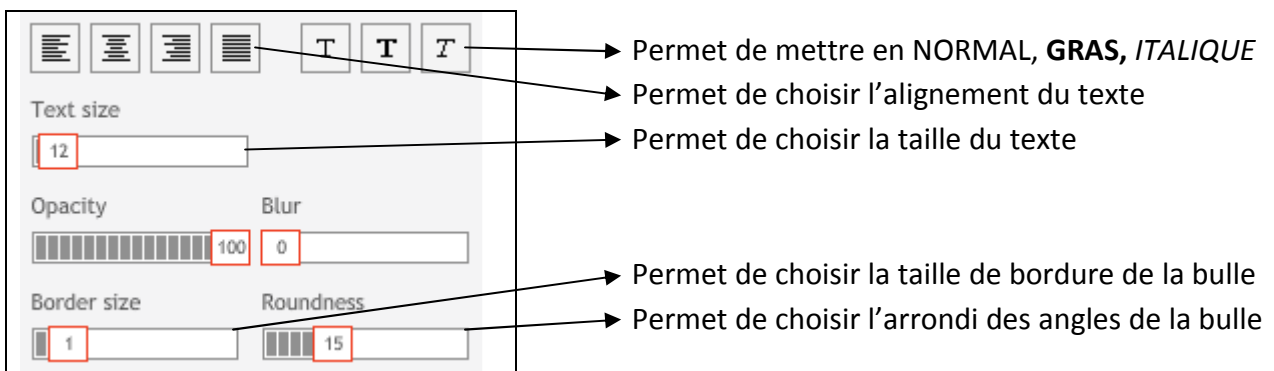 T T T
Permet de mettre en NORMAL, GRAS, ITALIQUE
Permet de choisir l’alignement du texte
Text size
Permet de choisir la taille du texte
12
Opacity Blur
100 0
Permet de choisir la taille de bordure de la bulle
Border size Roundness
Permet de choisir l’arrondi des angles de la bulle
1 15